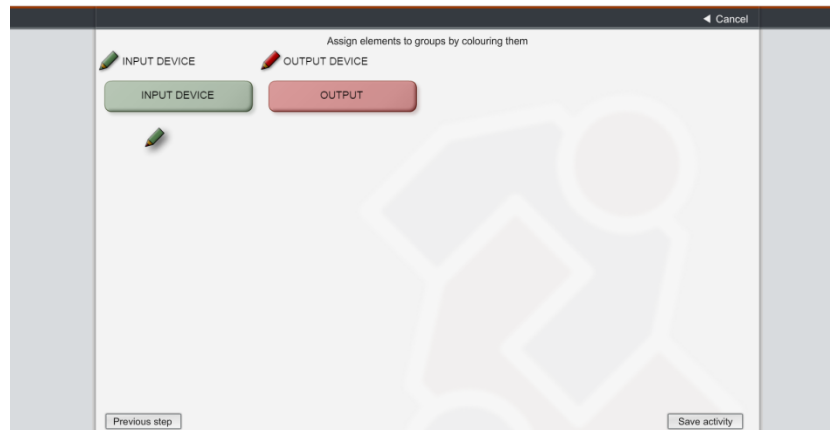 ◀ Cancel
Assign elements to groups by colouring them
INPUT DEVICE OUTPUT DEVICE
INPUT DEVICE OUTPUT
Previous step Save activity